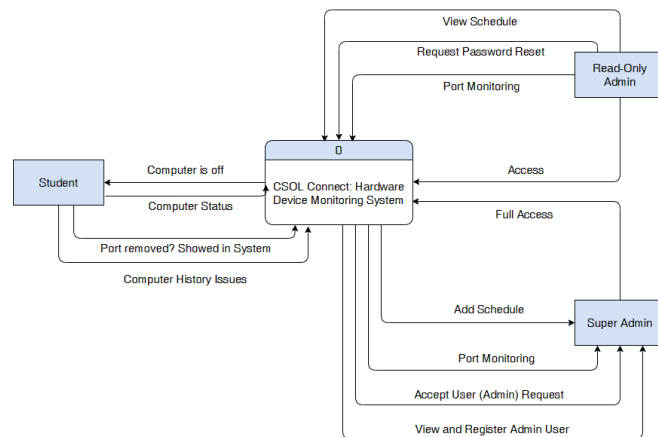 View Schedule
Request Password Reset
Read-Only
Admin
Port Monitoring
0
Computer is off
Access
Student
CSOL Connect: Hardware
Device Monitoring System
Computer Status
Full Access
Port removed? Showed in System
Computer History Issues
Add Schedule
Super Admin
Port Monitoring
Accept User (Admin) Request
View and Register Admin User